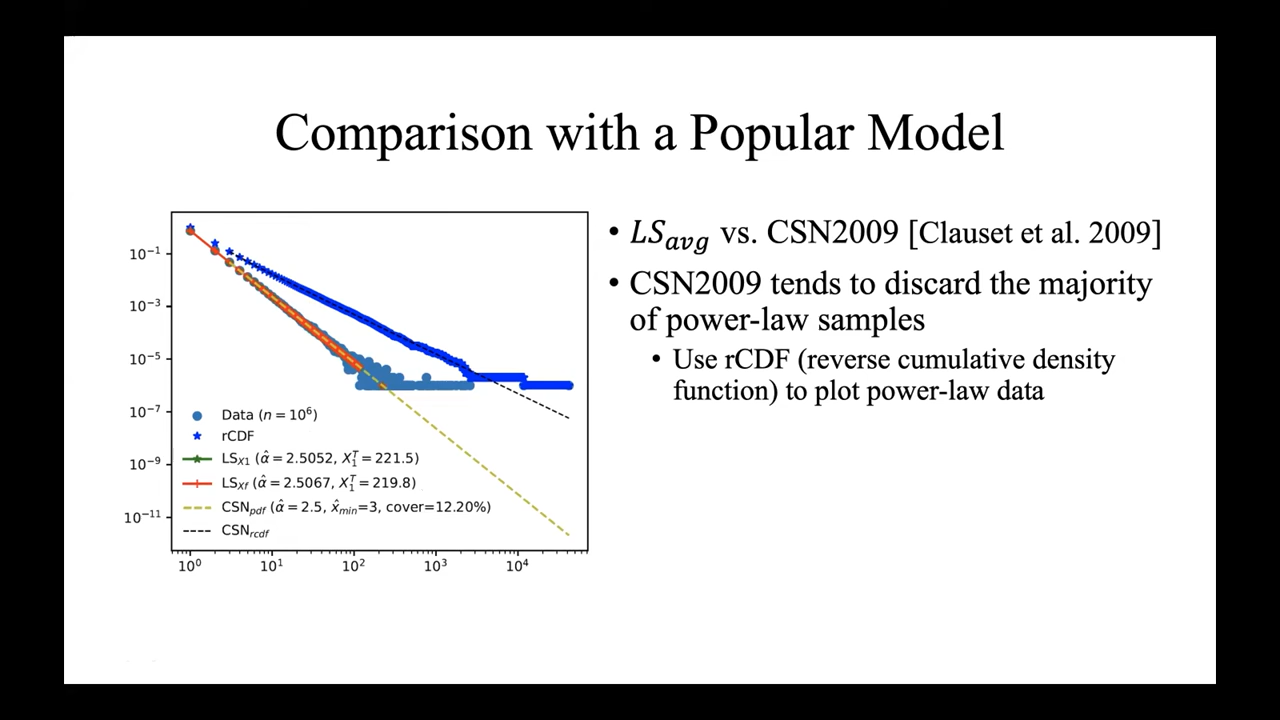 Comparison with a Popular Model
10⁻¹
10⁻³
10⁻⁵
10⁻⁷
10⁻⁹
10⁻¹¹
Data (n = 10⁶)
rCDF
LS_X1 (α̂ = 2.5052, X₁ᵀ = 221.5)
LS_Xf (α̂ = 2.5067, X₁ᵀ = 219.8)
CSN_pdf (α̂ = 2.5, x̂_min=3, cover=12.20%)
CSN_rcdf
10⁰ 10¹ 10² 10³ 10⁴
• LS_avg vs. CSN2009 [Clauset et al. 2009]
• CSN2009 tends to discard the majority
of power-law samples
• Use rCDF (reverse cumulative density
function) to plot power-law data